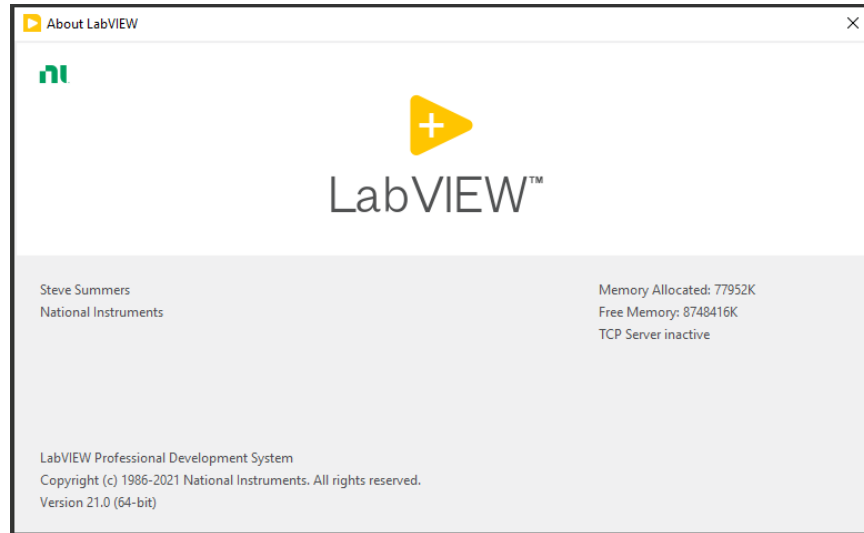 About LabVIEW
ni
LabVIEW™
Steve Summers
National Instruments
Memory Allocated: 77952K
Free Memory: 8748416K
TCP Server inactive
LabVIEW Professional Development System
Copyright (c) 1986-2021 National Instruments. All rights reserved.
Version 21.0 (64-bit)